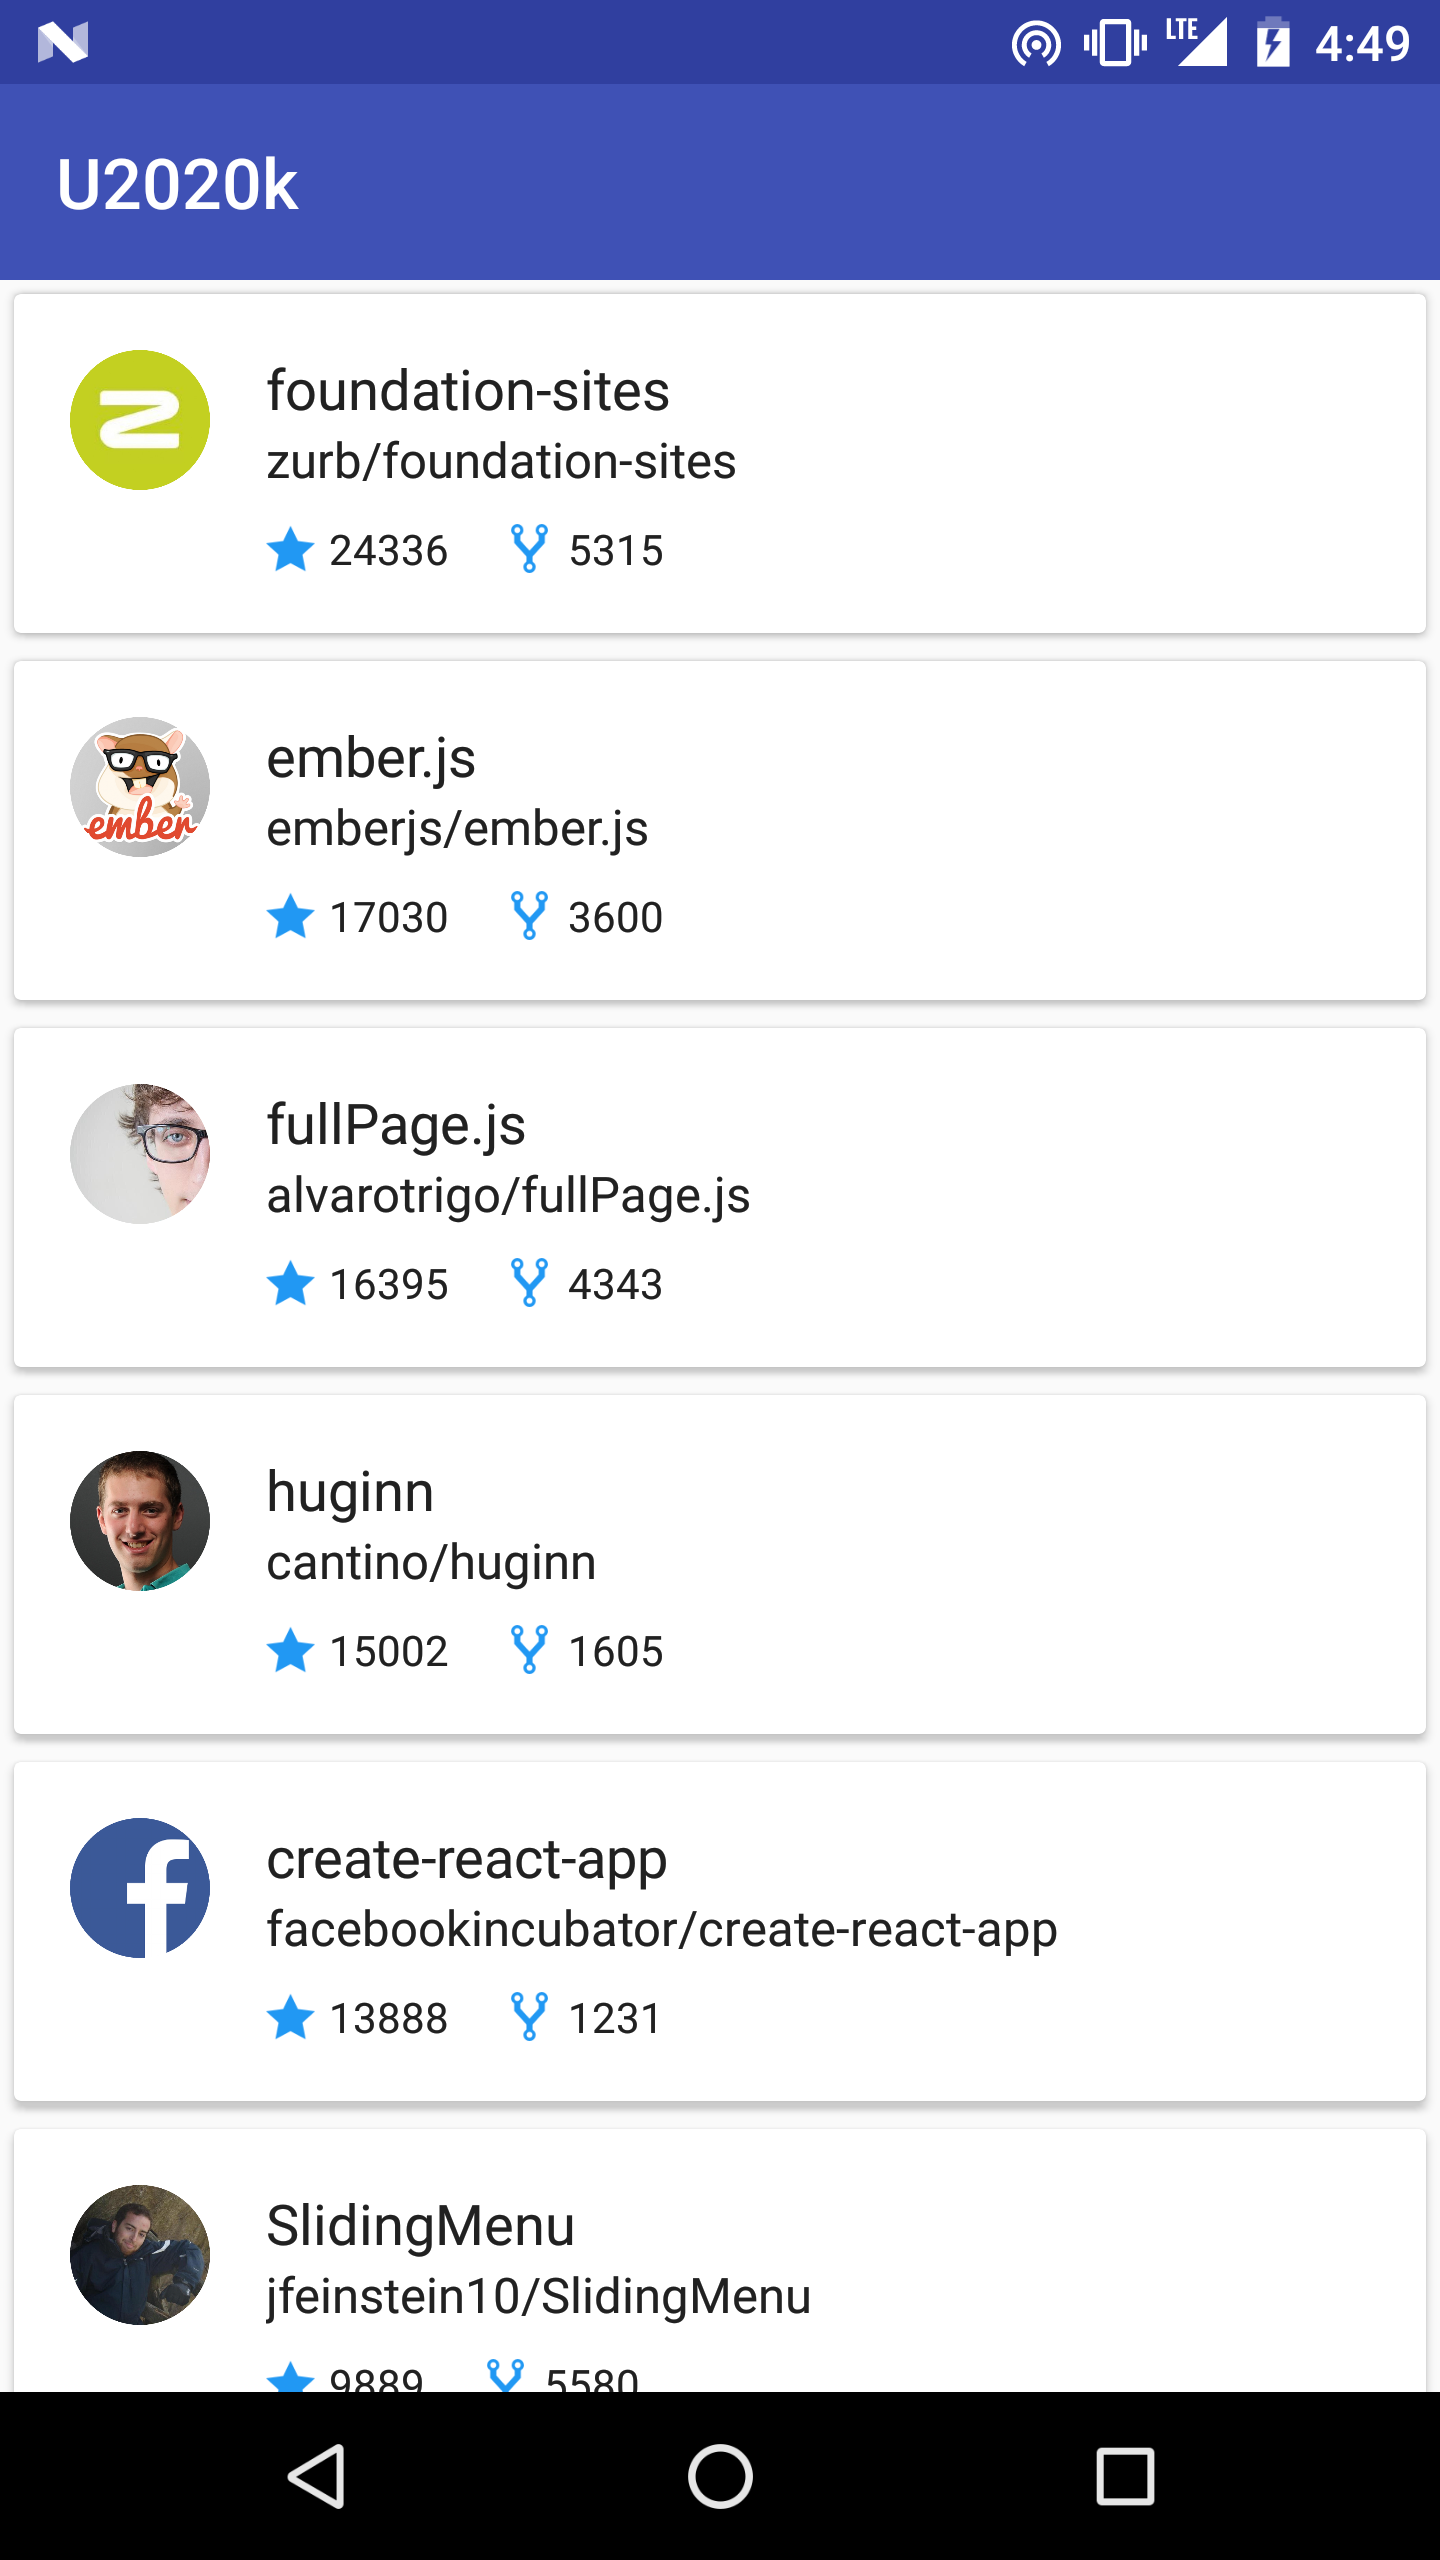 LTE 4:49
U2020k
foundation-sites
zurb/foundation-sites
24336 5315
ember
ember.js
emberjs/ember.js
17030 3600
fullPage.js
alvarotrigo/fullPage.js
16395 4343
huginn
cantino/huginn
15002 1605
create-react-app
facebookincubator/create-react-app
13888 1231
SlidingMenu
jfeinstein10/SlidingMenu
9889 5580